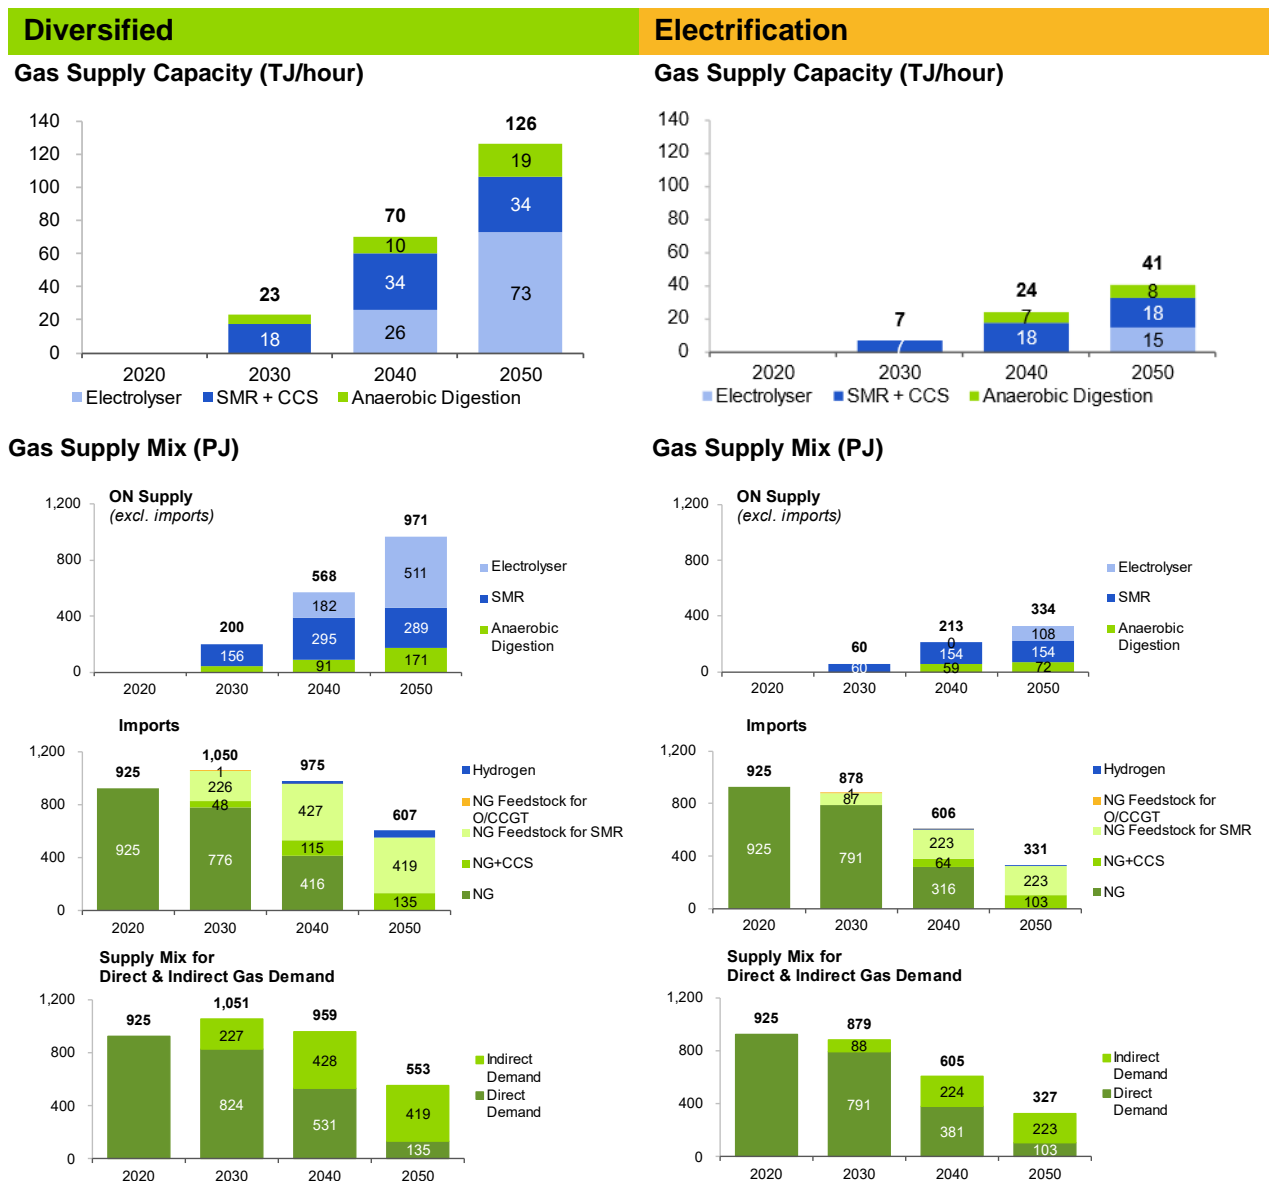 Diversified
Electrification
Gas Supply Capacity (TJ/hour)
140
120
100
80
60
40
20
0
23
18
70
10
34
26
126
19
34
73
2020 2030 2040 2050
Electrolyser SMR + CCS Anaerobic Digestion
Gas Supply Capacity (TJ/hour)
140
120
100
80
60
40
20
0
7
7
24
7
18
41
8
18
15
2020 2030 2040 2050
Electrolyser SMR + CCS Anaerobic Digestion
Gas Supply Mix (PJ)
ON Supply
(excl. imports)
1,200
800
400
0
200
156
568
182
295
91
971
511
289
171
2020 2030 2040 2050
Electrolyser
SMR
Anaerobic
Digestion
Gas Supply Mix (PJ)
ON Supply
(excl. imports)
1,200
800
400
0
60
60
213
0
154
59
334
108
154
72
2020 2030 2040 2050
Electrolyser
SMR
Anaerobic
Digestion
Imports
1,200
800
400
0
925
925
1,050
1
226
48
776
975
427
115
416
607
419
135
2020 2030 2040 2050
Hydrogen
NG Feedstock for
O/CCGT
NG Feedstock for SMR
NG+CCS
NG
Imports
1,200
800
400
0
925
925
878
1
87
791
606
223
64
316
331
223
103
2020 2030 2040 2050
Hydrogen
NG Feedstock for
O/CCGT
NG Feedstock for SMR
NG+CCS
NG
Supply Mix for
Direct & Indirect Gas Demand
1,200
800
400
0
925
1,051
227
824
959
428
531
553
419
135
2020 2030 2040 2050
Indirect
Demand
Direct
Demand
Supply Mix for
Direct & Indirect Gas Demand
1,200
800
400
0
925
879
88
791
605
224
381
327
223
103
2020 2030 2040 2050
Indirect
Demand
Direct
Demand